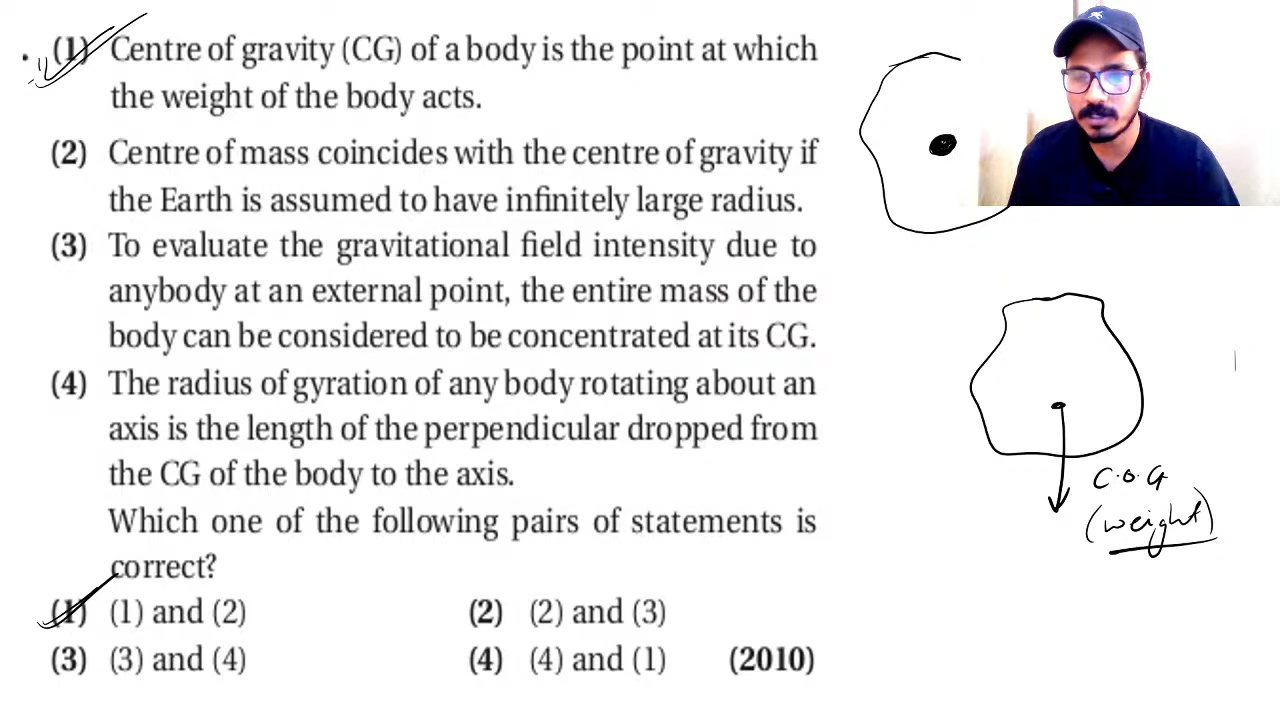 (1) Centre of gravity (CG) of a body is the point at which
the weight of the body acts.
(2) Centre of mass coincides with the centre of gravity if
the Earth is assumed to have infinitely large radius.
(3) To evaluate the gravitational field intensity due to
anybody at an external point, the entire mass of the
body can be considered to be concentrated at its CG.
(4) The radius of gyration of any body rotating about an
axis is the length of the perpendicular dropped from
the CG of the body to the axis.
Which one of the following pairs of statements is
correct?
(1) (1) and (2) (2) (2) and (3)
(3) (3) and (4) (4) (4) and (1) (2010)
C.O.G
(weight)